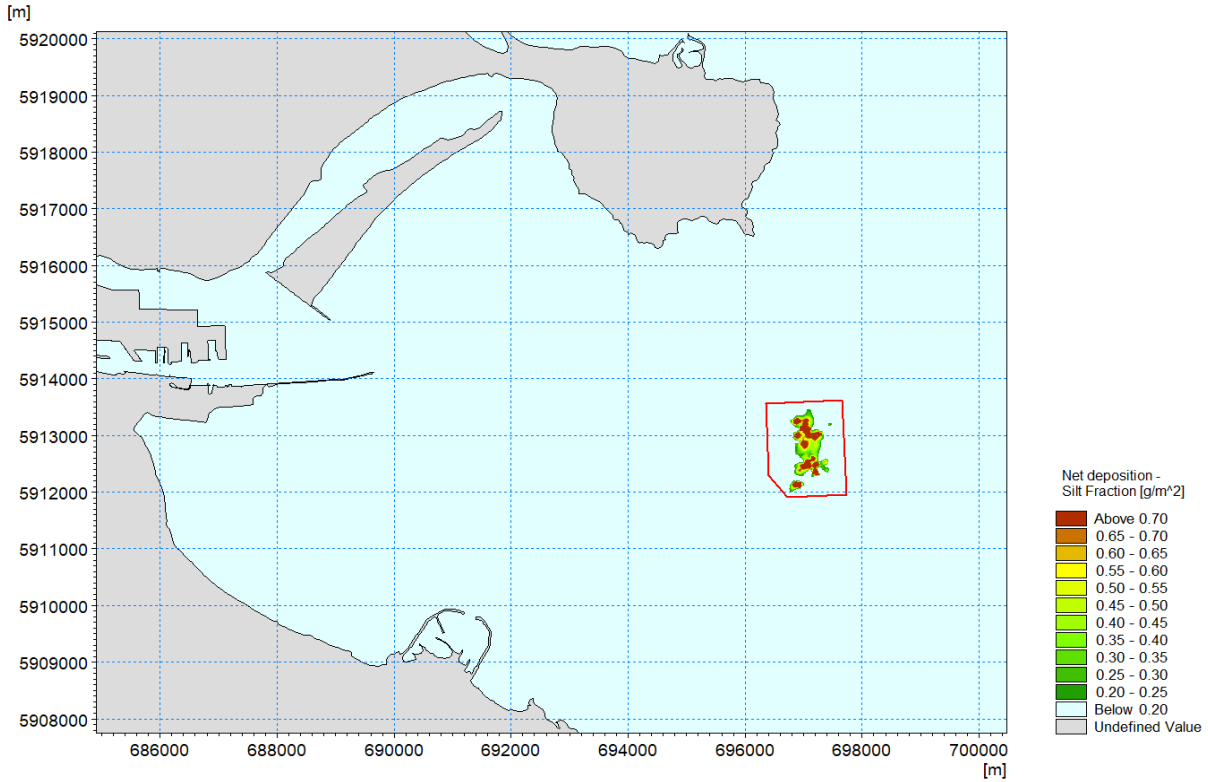 [m]
5920000
5919000
5918000
5917000
5916000
5915000
5914000
5913000
5912000
5911000
5910000
5909000
5908000
686000 688000 690000 692000 694000 696000 698000 700000
[m]
Net deposition -
Silt Fraction [g/m^2]
Above 0.70
0.65 - 0.70
0.60 - 0.65
0.55 - 0.60
0.50 - 0.55
0.45 - 0.50
0.40 - 0.45
0.35 - 0.40
0.30 - 0.35
0.25 - 0.30
0.20 - 0.25
Below 0.20
Undefined Value